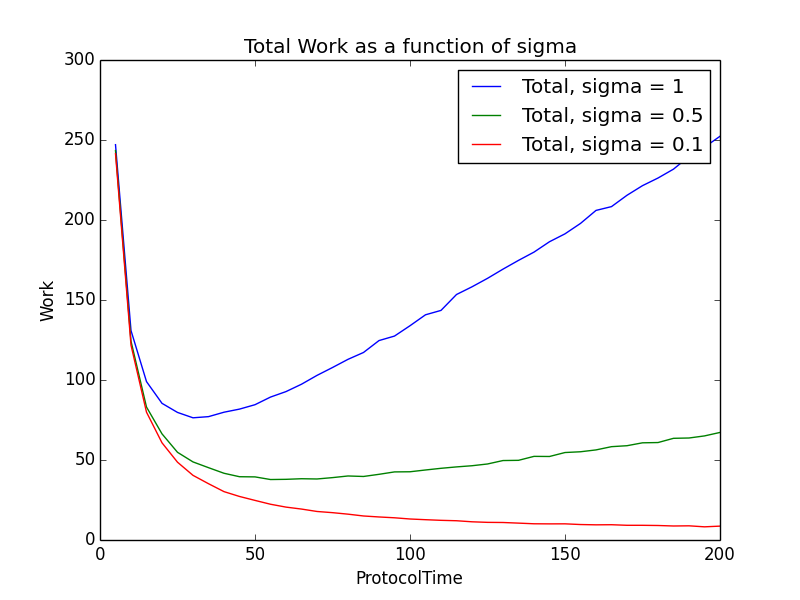 Total Work as a function of sigma
300
250
200
150
100
50
0
Work
Total, sigma = 1
Total, sigma = 0.5
Total, sigma = 0.1
0 50 100 150 200
ProtocolTime